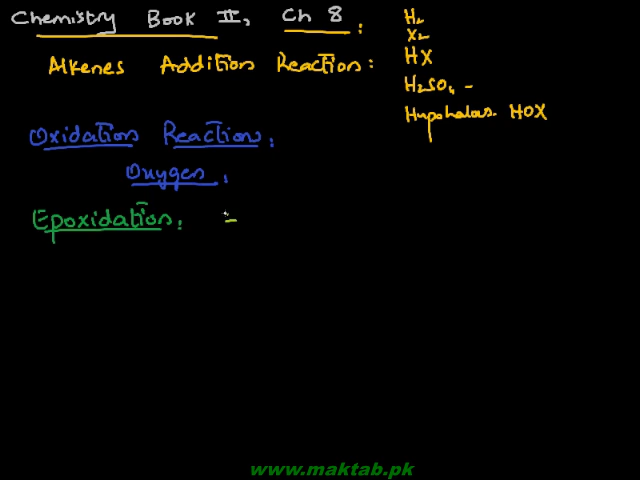 Chemistry Book II, Ch 8 :
H₂
X₂
Alkenes Addition Reaction :
HX
H₂SO₄ -
Hypohalous. HOX
Oxidation Reaction :
Oxygen :
Epoxidation :
www.maktab.pk